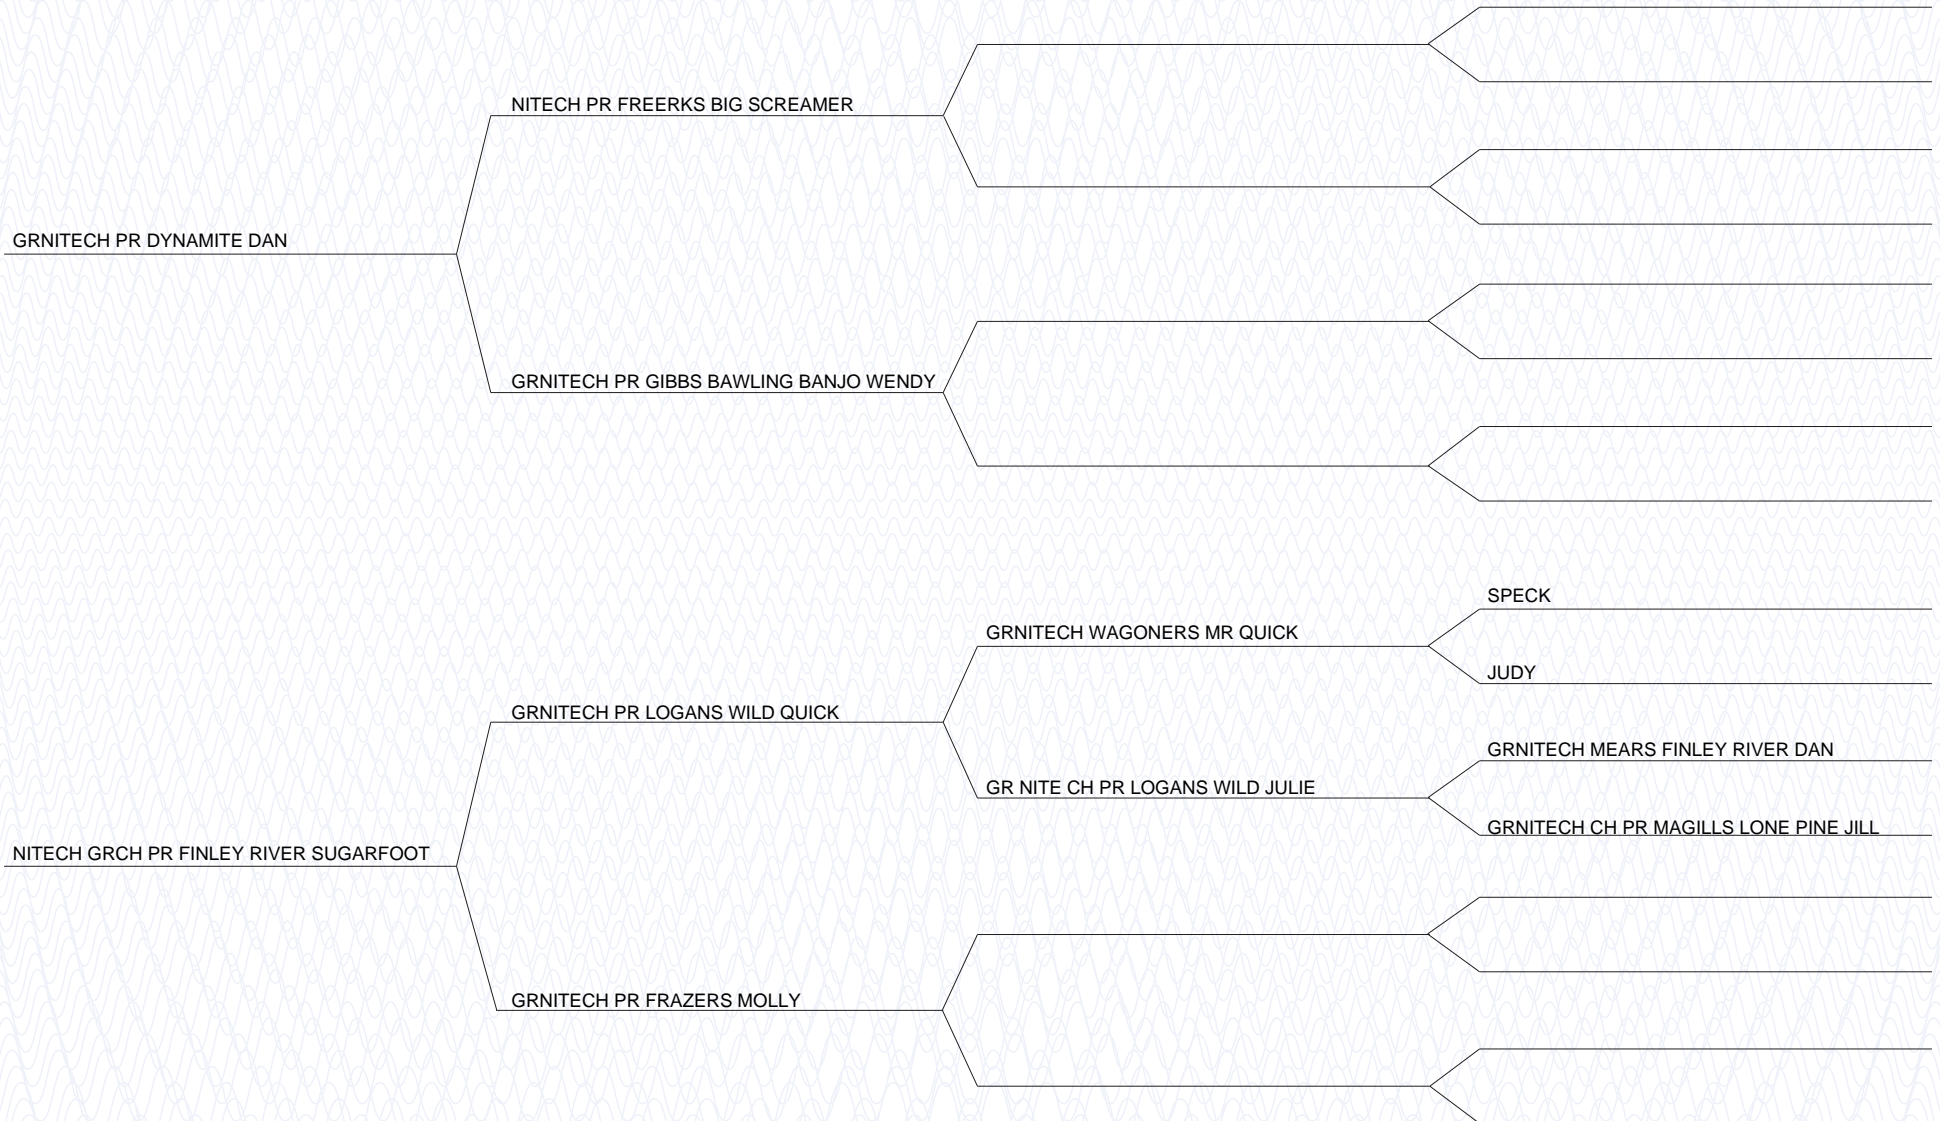 NITECH PR FREERKS BIG SCREAMER
GRNITECH PR DYNAMITE DAN
GRNITECH PR GIBBS BAWLING BANJO WENDY
SPECK
GRNITECH WAGONERS MR QUICK
JUDY
GRNITECH PR LOGANS WILD QUICK
GRNITECH MEARS FINLEY RIVER DAN
GR NITE CH PR LOGANS WILD JULIE
GRNITECH CH PR MAGILLS LONE PINE JILL
NITECH GRCH PR FINLEY RIVER SUGARFOOT
GRNITECH PR FRAZERS MOLLY